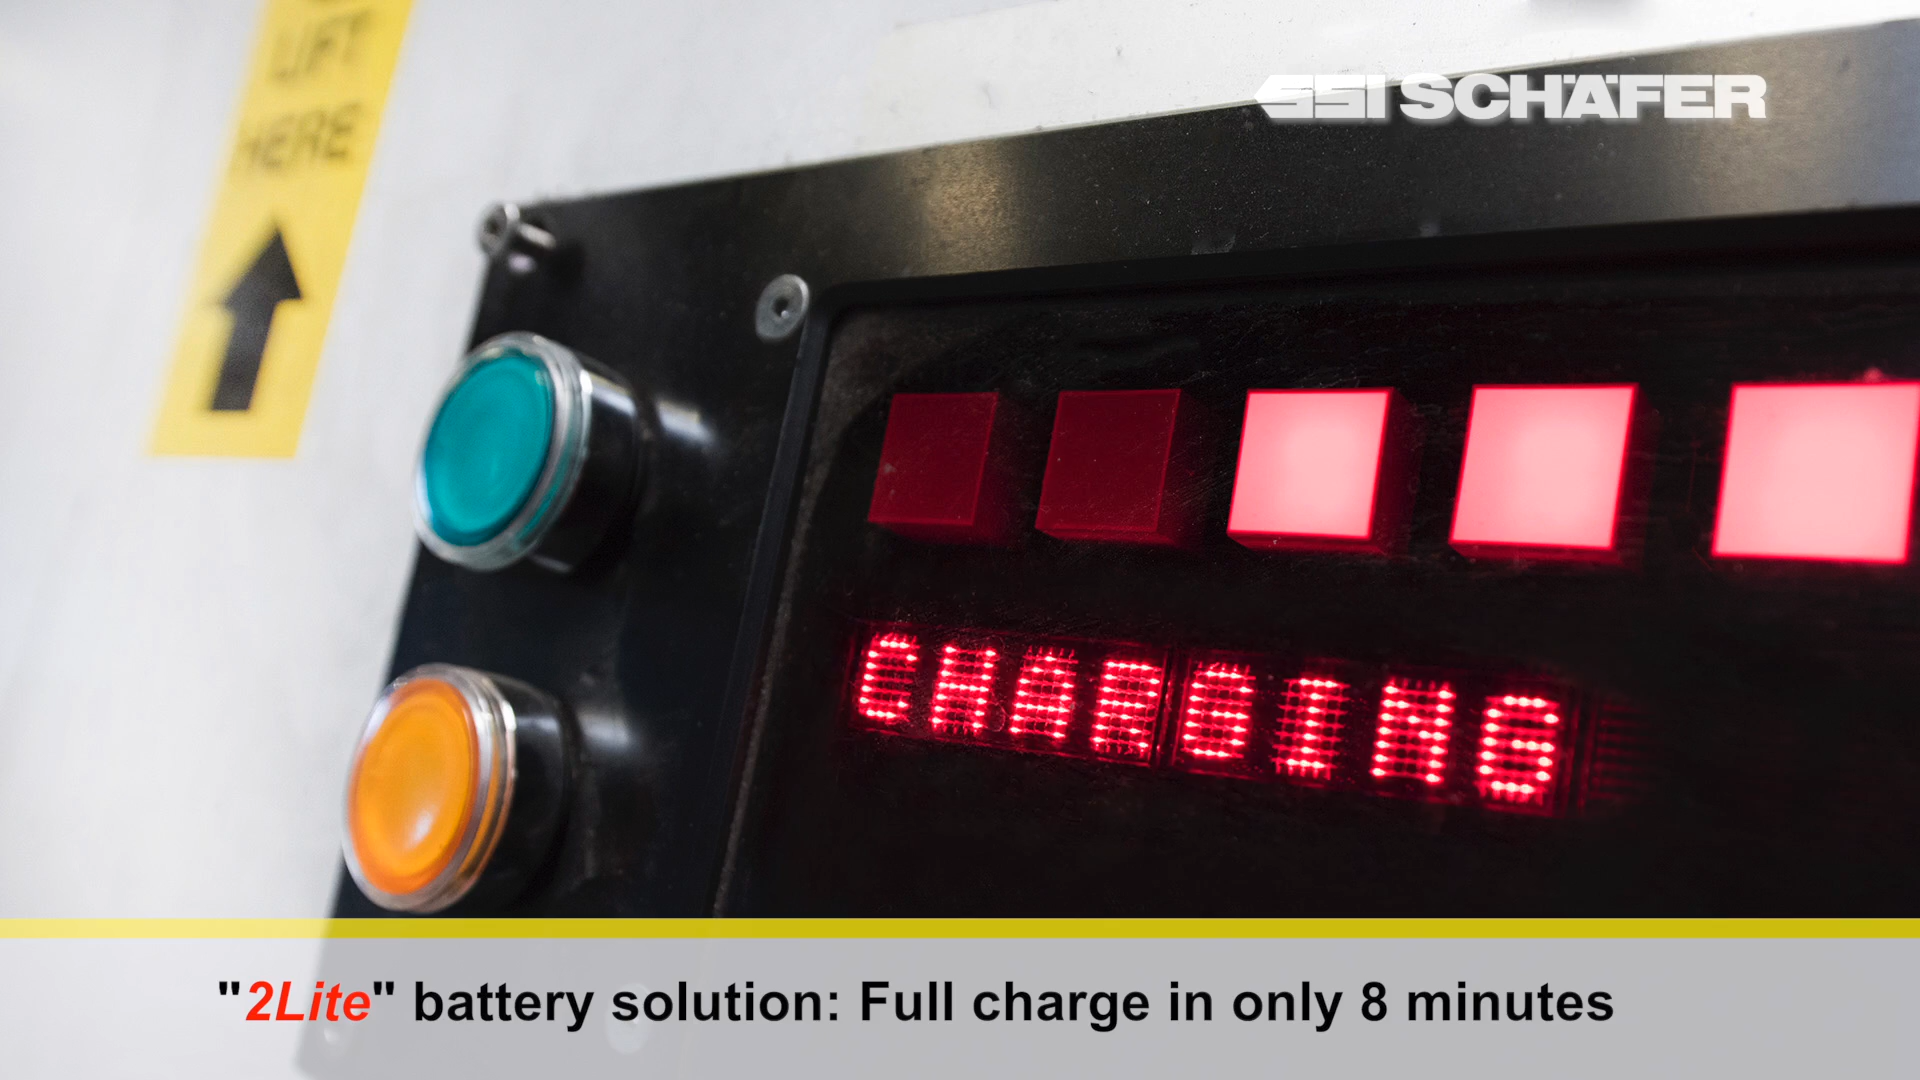 LIFT
HERE
SSI SCHÄFER
CHARGING
"2Lite" battery solution: Full charge in only 8 minutes